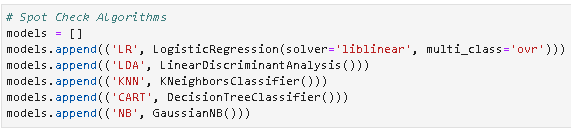 # Spot Check Algorithms
models = []
models.append(('LR', LogisticRegression(solver='liblinear', multi_class='ovr')))
models.append(('LDA', LinearDiscriminantAnalysis()))
models.append(('KNN', KNeighborsClassifier()))
models.append(('CART', DecisionTreeClassifier()))
models.append(('NB', GaussianNB()))